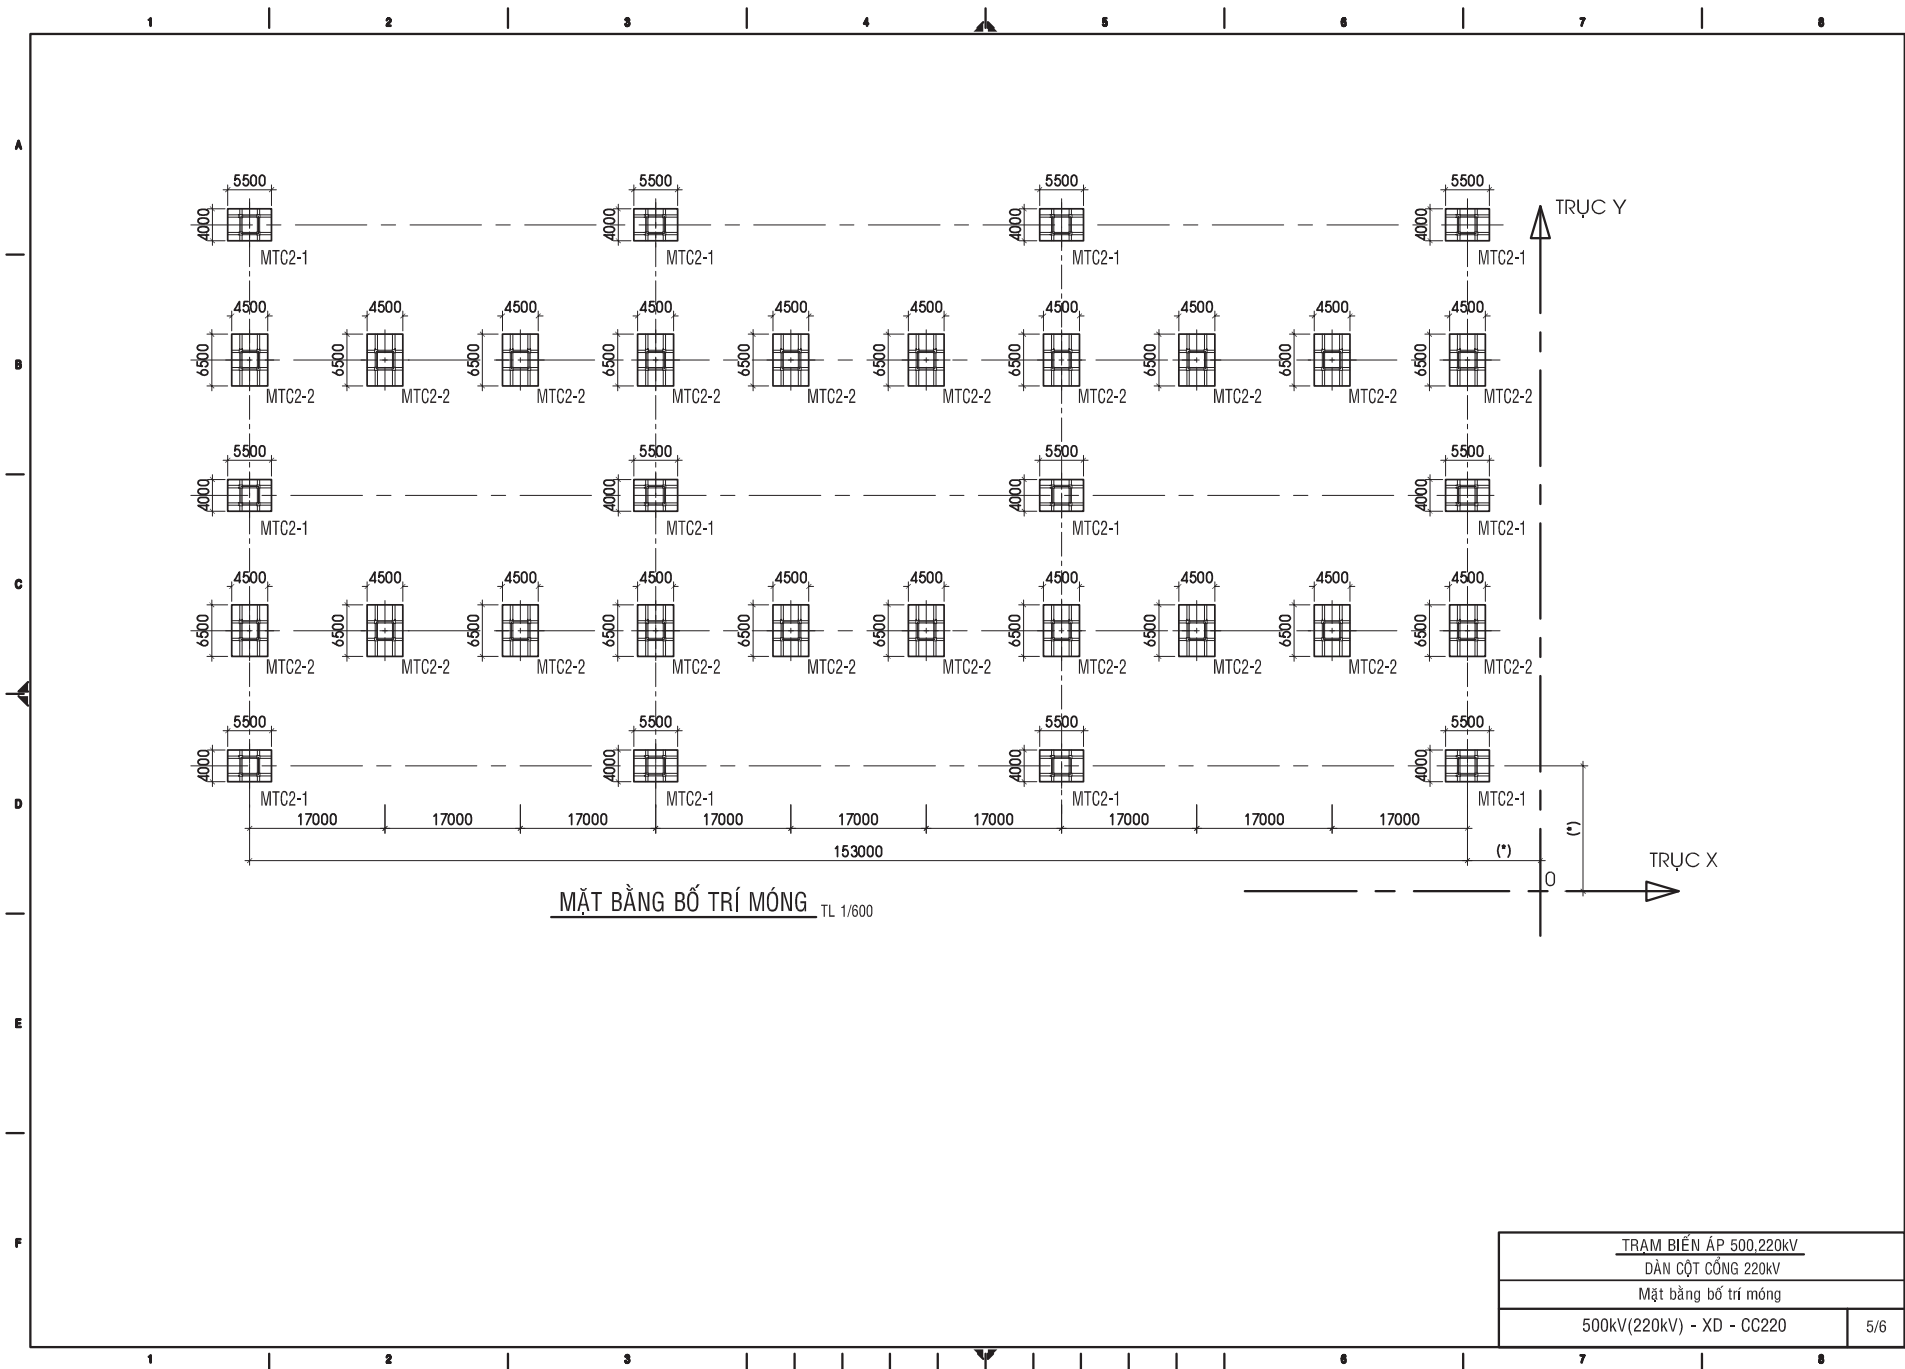 1 2 3 4 5 6 7 8
A
5500 5500 5500 5500
TRỤC Y
4000 4000 4000 4000
MTC2-1 MTC2-1 MTC2-1 MTC2-1
4500 4500 4500 4500 4500 4500 4500 4500 4500 4500
B
6500 6500 6500 6500 6500 6500 6500 6500 6500 6500
MTC2-2 MTC2-2 MTC2-2 MTC2-2 MTC2-2 MTC2-2 MTC2-2 MTC2-2 MTC2-2 MTC2-2
5500 5500 5500 5500
4000 4000 4000 4000
MTC2-1 MTC2-1 MTC2-1 MTC2-1
4500 4500 4500 4500 4500 4500 4500 4500 4500 4500
C
6500 6500 6500 6500 6500 6500 6500 6500 6500 6500
MTC2-2 MTC2-2 MTC2-2 MTC2-2 MTC2-2 MTC2-2 MTC2-2 MTC2-2 MTC2-2 MTC2-2
5500 5500 5500 5500
4000 4000 4000 4000
MTC2-1 MTC2-1 MTC2-1 MTC2-1
D
17000 17000 17000 17000 17000 17000 17000 17000 17000
(*)
153000 (*)
TRỤC X
0
MẶT BẰNG BỐ TRÍ MÓNG TL 1/600
E
F
TRẠM BIẾN ÁP 500,220kV
DÀN CỘT CỔNG 220kV
Mặt bằng bố trí móng
500kV(220kV) - XD - CC220 5/6
1 2 3 6 7 8